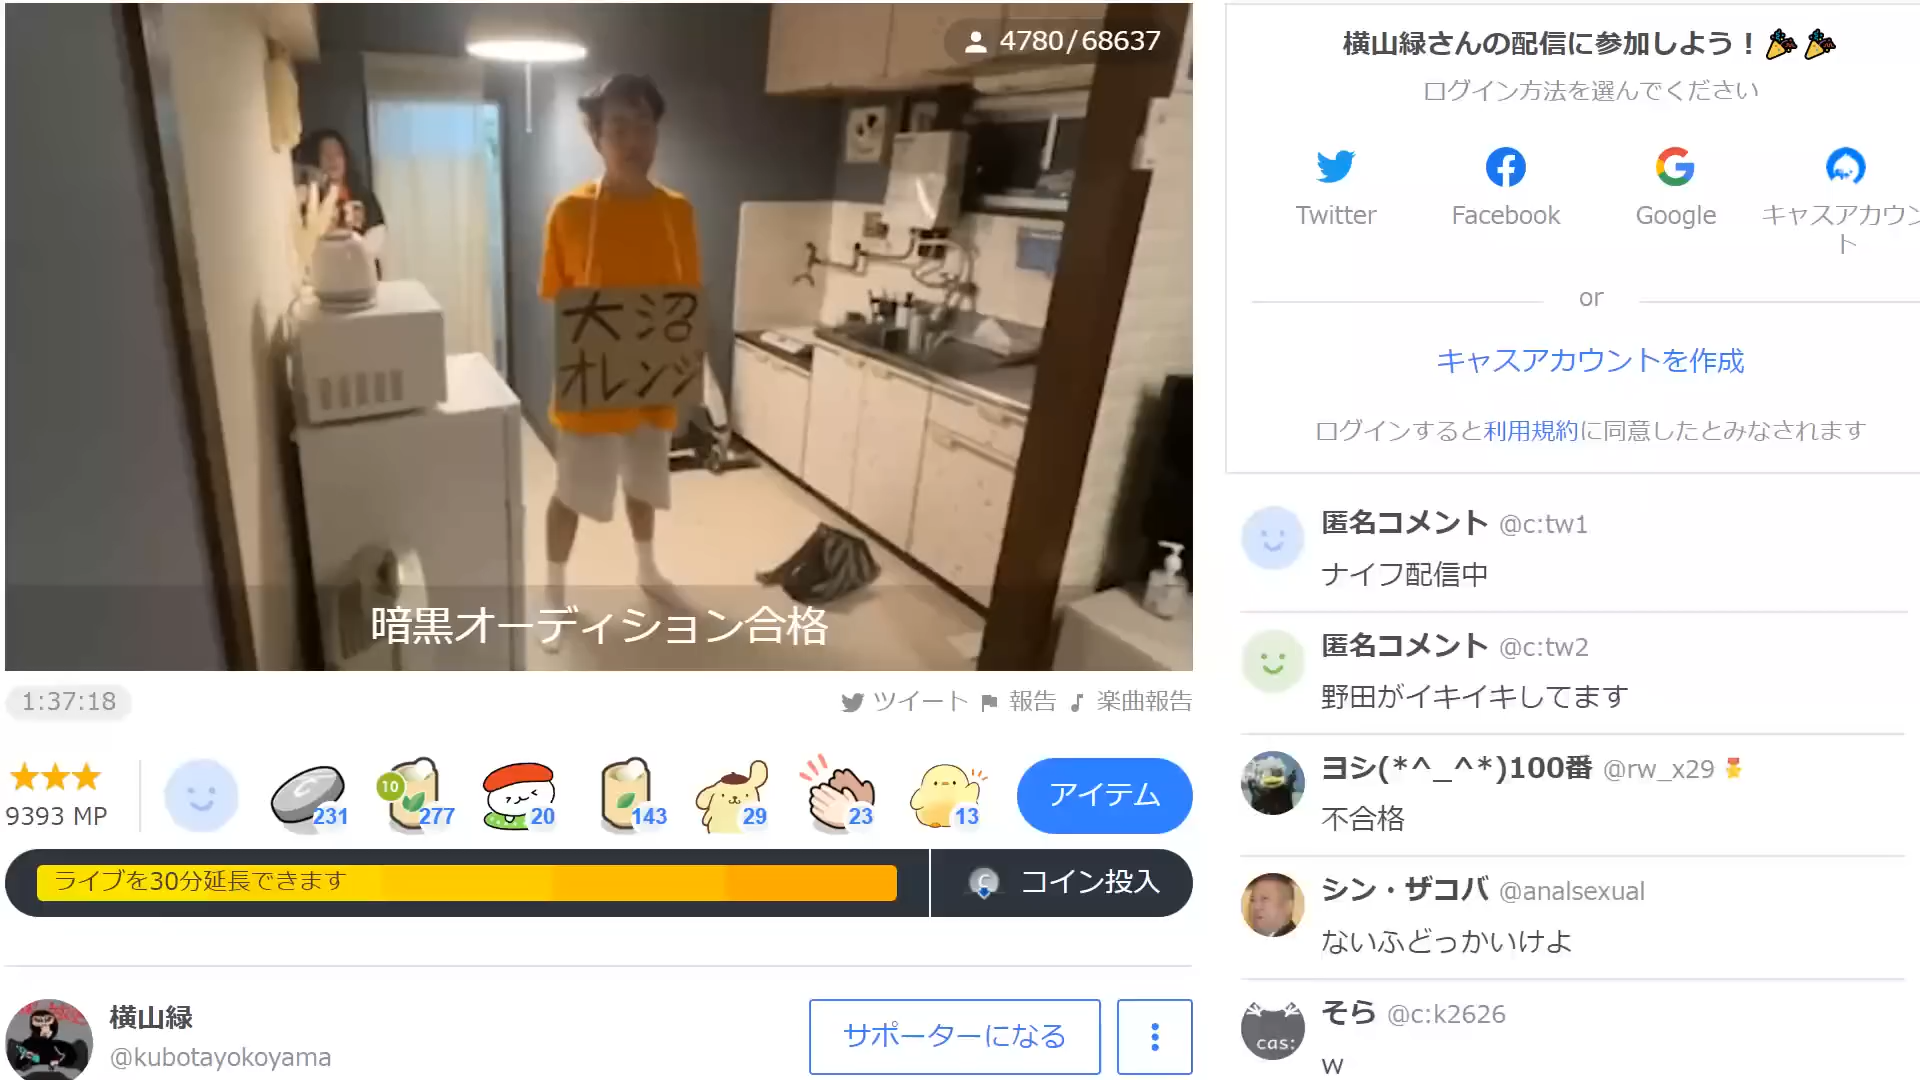 4780/68637
大沼
オレンジ
暗黒オーディション合格
1:37:18
ツイート 報告 楽曲報告
9393 MP
231
10
277
20
143
29
23
13
アイテム
ライブを30分延長できます
C
コイン投入
横山緑
@kubotayokoyama
サポーターになる
横山緑さんの配信に参加しよう！
ログイン方法を選んでください
Twitter
Facebook
Google
キャスアカウン
ト
or
キャスアカウントを作成
ログインすると利用規約に同意したとみなされます
匿名コメント @c:tw1
ナイフ配信中
匿名コメント @c:tw2
野田がイキイキしてます
ヨシ(*^_^*)100番 @rw_x29
不合格
シン・ザコバ @analsexual
ないふどっかいけよ
そら @c:k2626
cas:
w